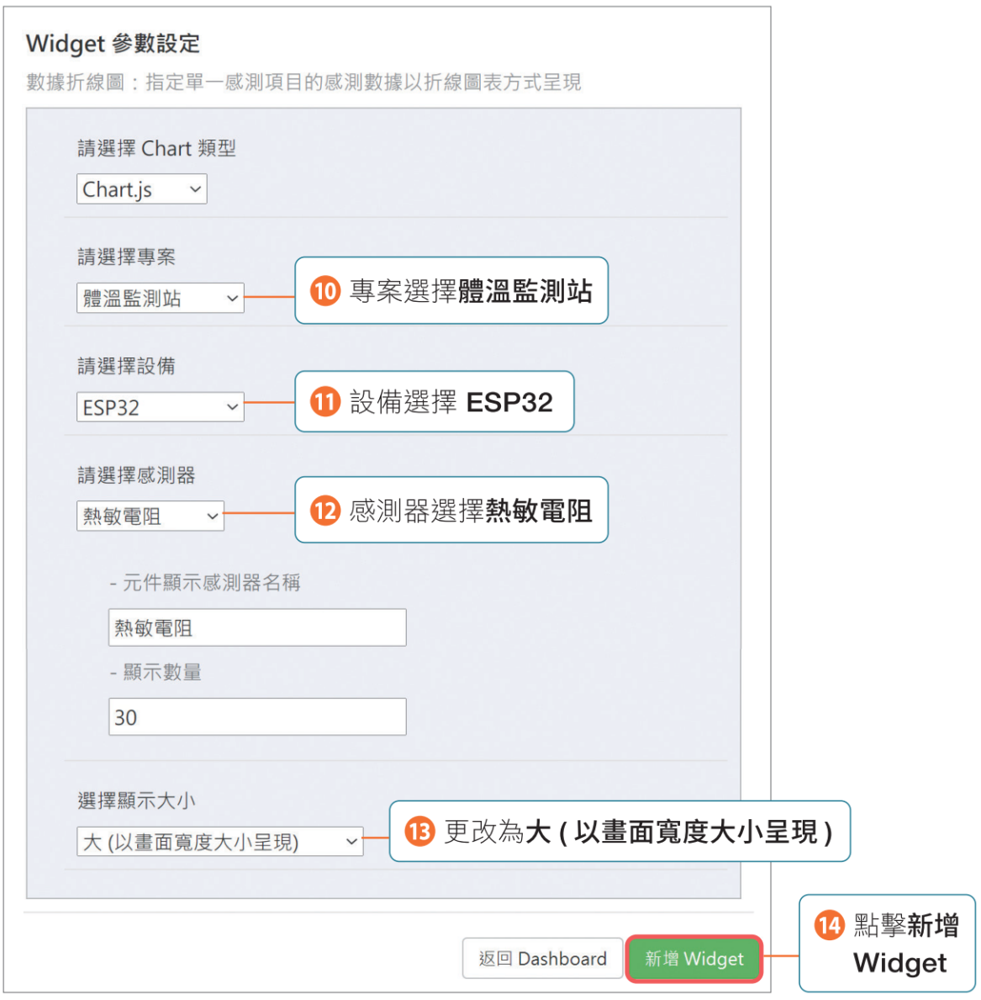 Widget 參數設定
數據折線圖：指定單一感測項目的感測數據以折線圖表方式呈現
請選擇 Chart 類型
Chart.js
請選擇專案
體溫監測站
10 專案選擇體溫監測站
請選擇設備
ESP32
11 設備選擇 ESP32
請選擇感測器
熱敏電阻
12 感測器選擇熱敏電阻
- 元件顯示感測器名稱
熱敏電阻
- 顯示數量
30
選擇顯示大小
大 (以畫面寬度大小呈現)
13 更改為大 ( 以畫面寬度大小呈現 )
返回 Dashboard
新增 Widget
14 點擊新增
Widget